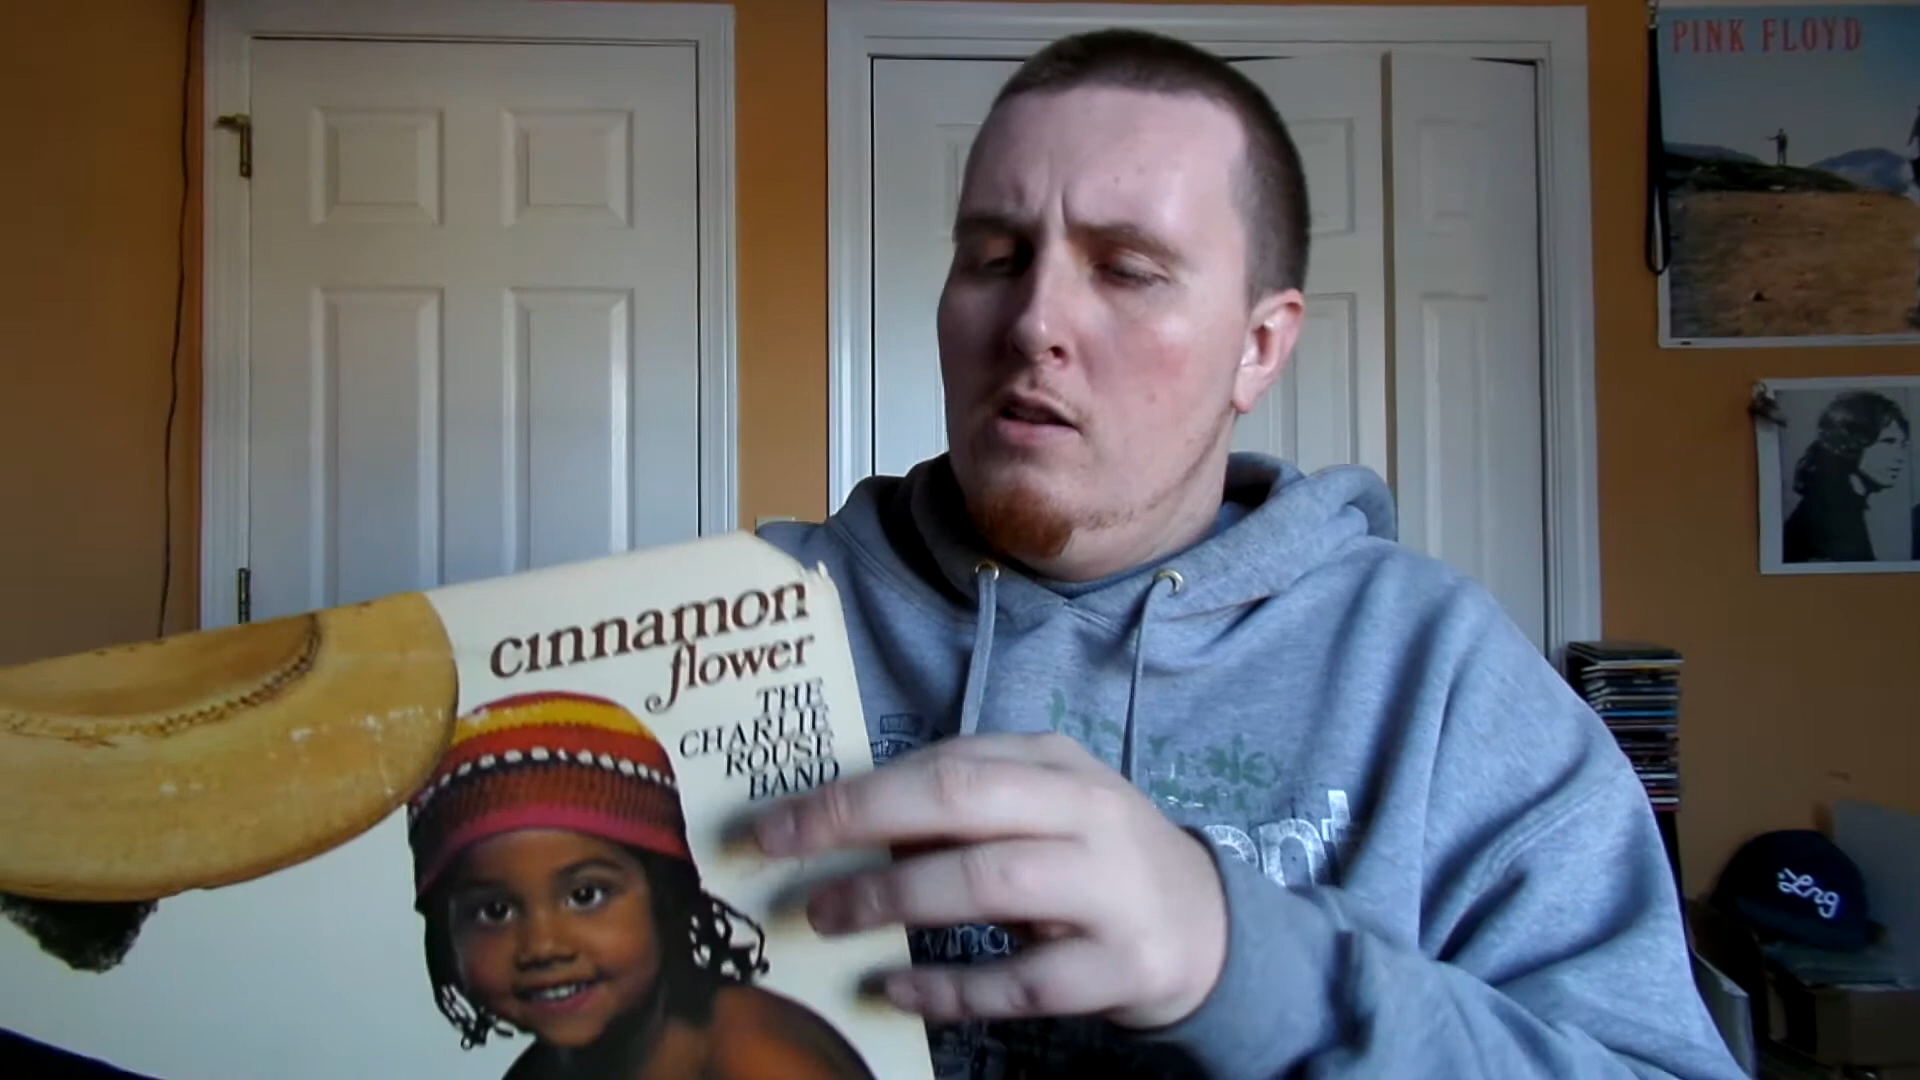 PINK FLOYD
cinnamon
flower
THE
CHARLIE
ROUSE
BAND
Lrg